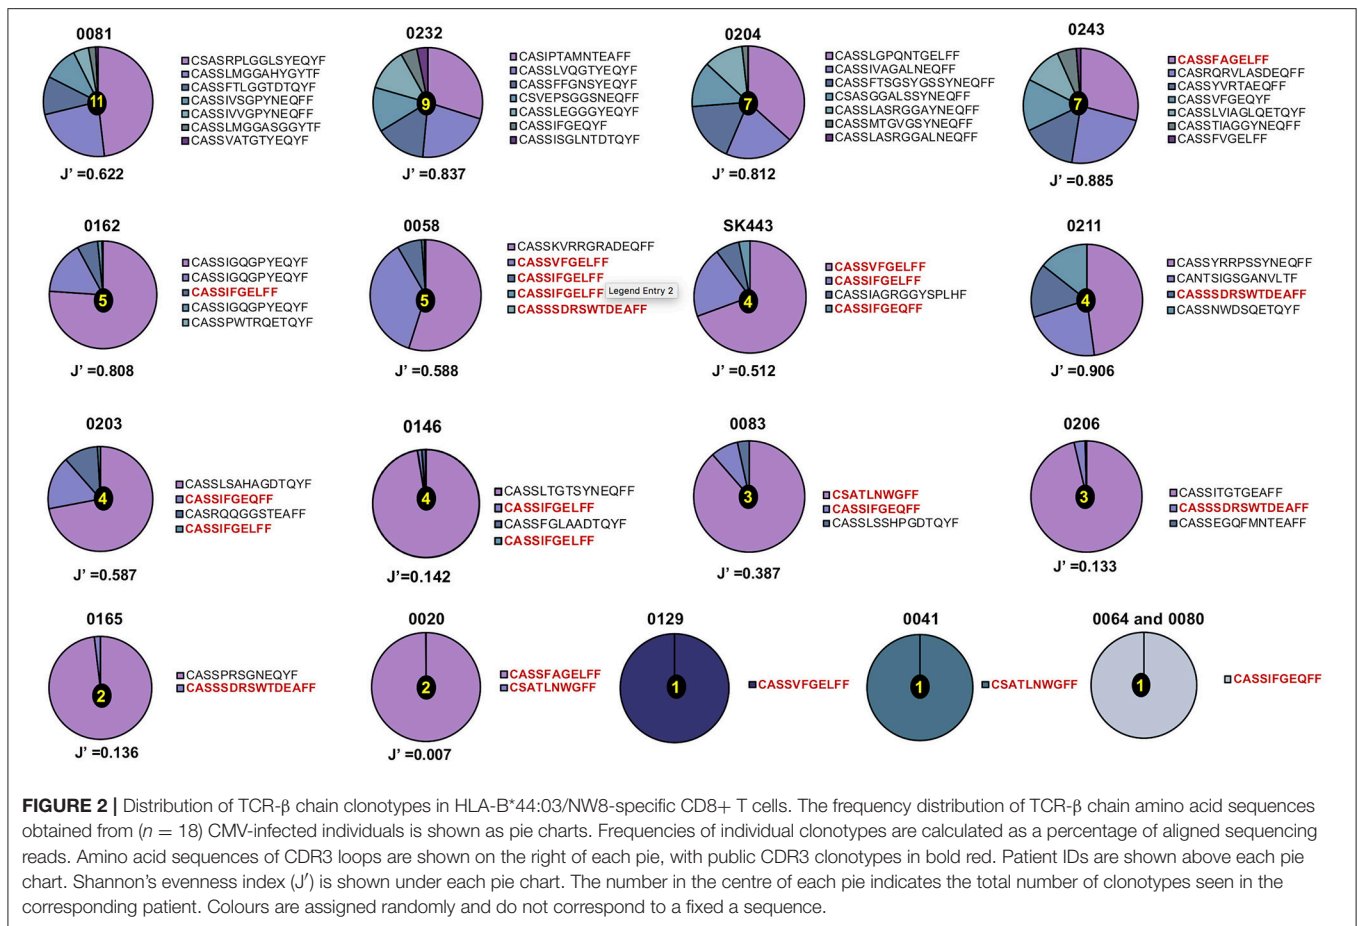 0081
11
CSASRPLGGLSYEQYF
CASSLMGGAHYGYTF
CASSFTLGGTDTQYF
CASSIVSGPYNEQFF
CASSIVVGPYNEQFF
CASSLMGGASGGYTF
CASSVATGTYEQYF
J' =0.622
0232
9
CASIPTAMNTEAFF
CASSLVQGTYEQYF
CASSFFGNSYEQYF
CSVEPSGGSNEQFF
CASSLEGGGYEQYF
CASSIFGEQYF
CASSISGLNTDTQYF
J' =0.837
0204
7
CASSLGPQNTGELFF
CASSIVAGALNEQFF
CASSFTSGSYGSSYNEQFF
CSASGGALSSYNEQFF
CASSLASRGGAYNEQFF
CASSMTGVGSYNEQFF
CASSLASRGGALNEQFF
J' =0.812
0243
7
CASSFAGELFF
CASRQRVLASDEQFF
CASSYVRTAEQFF
CASSVFGEQYF
CASSLVIAGLQETQYF
CASSTIAGGYNEQFF
CASSFVGELFF
J' =0.885
0162
5
CASSIGQGPYEQYF
CASSIGQGPYEQYF
CASSIFGELFF
CASSIGQGPYEQYF
CASSPWTRQETQYF
J' =0.808
0058
5
CASSKVRRGRADEQFF
CASSVFGELFF
CASSIFGELFF
CASSIFGELFF
CASSSDRSWTDEAFF
Legend Entry 2
J' =0.588
SK443
4
CASSVFGELFF
CASSIFGELFF
CASSIAGRGGYSPLHF
CASSIFGEQFF
J' =0.512
0211
4
CASSYRRPSSYNEQFF
CANTSIGSGANVLTF
CASSSDRSWTDEAFF
CASSNWDSQETQYF
J' =0.906
0203
4
CASSLSAHAGDTQYF
CASSIFGEQFF
CASRQQGGSTEAFF
CASSIFGELFF
J' =0.587
0146
4
CASSLTGTSYNEQFF
CASSIFGELFF
CASSFGLAADTQYF
CASSIFGELFF
J'=0.142
0083
3
CSATLNWGFF
CASSIFGEQFF
CASSLSSHPGDTQYF
J' =0.387
0206
3
CASSITGTGEAFF
CASSSDRSWTDEAFF
CASSEGQFMNTEAFF
J' =0.133
0165
2
CASSPRSGNEQYF
CASSSDRSWTDEAFF
J' =0.136
0020
2
CASSFAGELFF
CSATLNWGFF
J' =0.007
0129
1
CASSVFGELFF
0041
1
CSATLNWGFF
0064 and 0080
1
CASSIFGEQFF
FIGURE 2 | Distribution of TCR-β chain clonotypes in HLA-B*44:03/NW8-specific CD8+ T cells. The frequency distribution of TCR-β chain amino acid sequences
obtained from (n = 18) CMV-infected individuals is shown as pie charts. Frequencies of individual clonotypes are calculated as a percentage of aligned sequencing
reads. Amino acid sequences of CDR3 loops are shown on the right of each pie, with public CDR3 clonotypes in bold red. Patient IDs are shown above each pie
chart. Shannon's evenness index (J′) is shown under each pie chart. The number in the centre of each pie indicates the total number of clonotypes seen in the
corresponding patient. Colours are assigned randomly and do not correspond to a fixed a sequence.